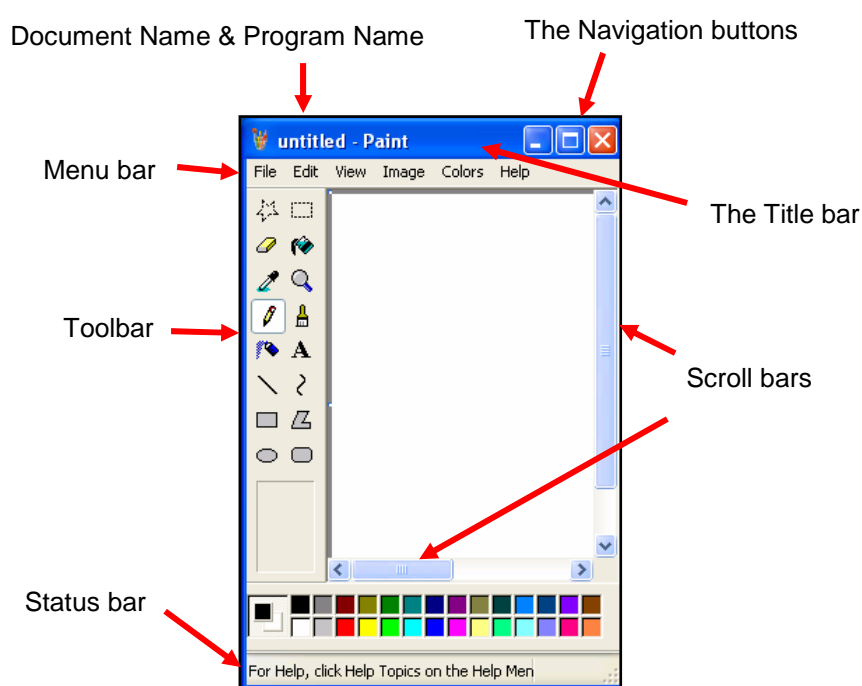 Document Name & Program Name
The Navigation buttons
untitled - Paint
Menu bar
File Edit View Image Colors Help
The Title bar
A
Toolbar
Scroll bars
Status bar
For Help, click Help Topics on the Help Men